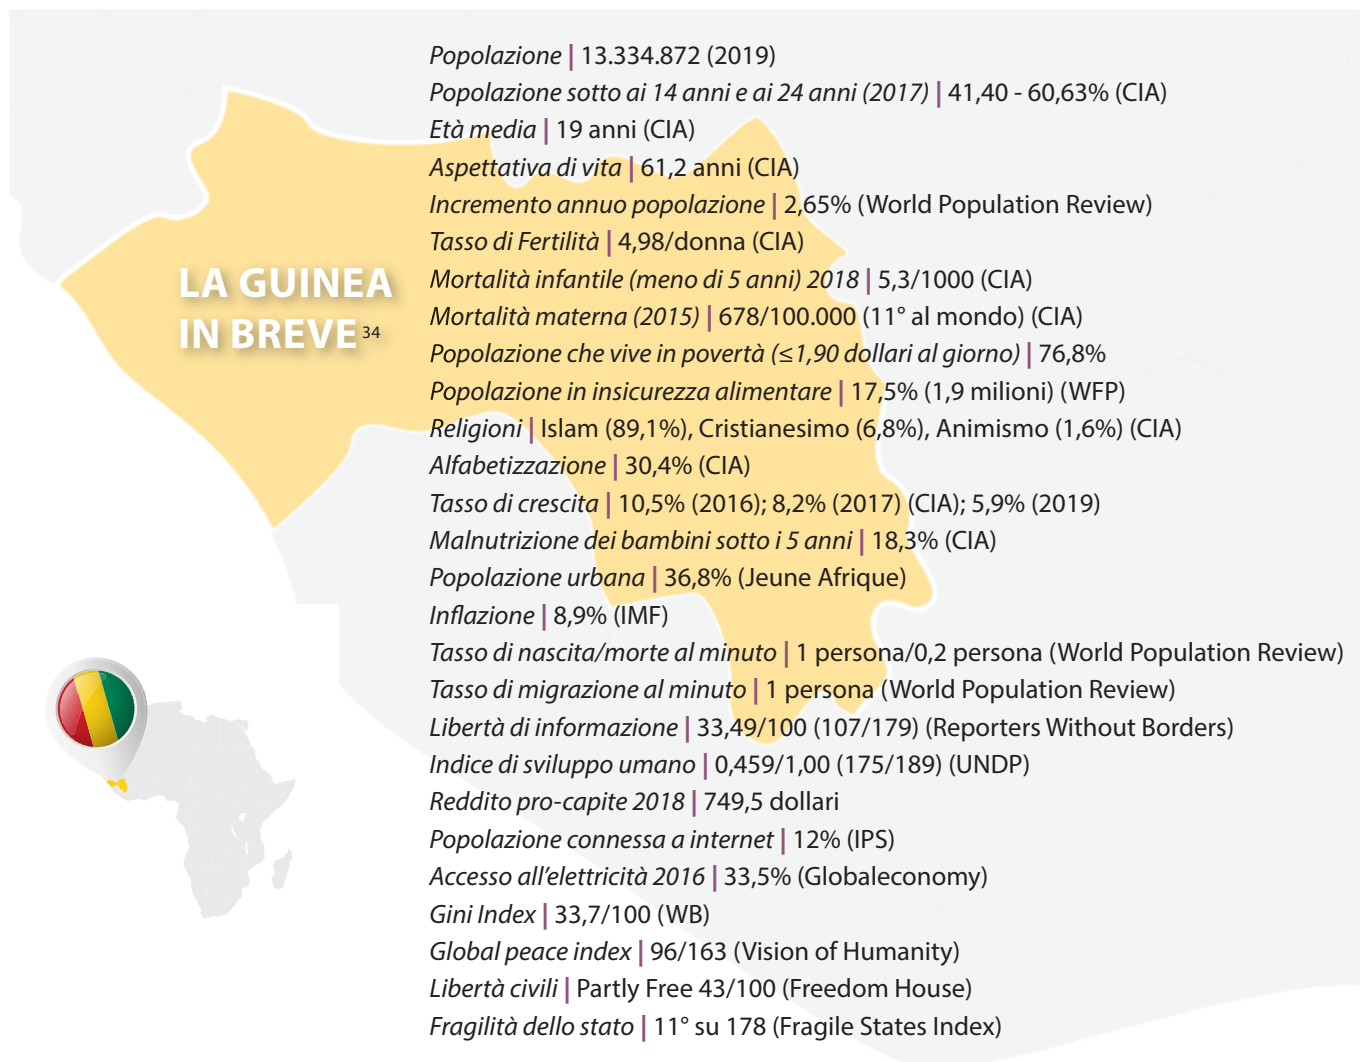 LA GUINEA
IN BREVE 34
Popolazione | 13.334.872 (2019)
Popolazione sotto ai 14 anni e ai 24 anni (2017) | 41,40 - 60,63% (CIA)
Età media | 19 anni (CIA)
Aspettativa di vita | 61,2 anni (CIA)
Incremento annuo popolazione | 2,65% (World Population Review)
Tasso di Fertilità | 4,98/donna (CIA)
Mortalità infantile (meno di 5 anni) 2018 | 5,3/1000 (CIA)
Mortalità materna (2015) | 678/100.000 (11° al mondo) (CIA)
Popolazione che vive in povertà (≤1,90 dollari al giorno) | 76,8%
Popolazione in insicurezza alimentare | 17,5% (1,9 milioni) (WFP)
Religioni | Islam (89,1%), Cristianesimo (6,8%), Animismo (1,6%) (CIA)
Alfabetizzazione | 30,4% (CIA)
Tasso di crescita | 10,5% (2016); 8,2% (2017) (CIA); 5,9% (2019)
Malnutrizione dei bambini sotto i 5 anni | 18,3% (CIA)
Popolazione urbana | 36,8% (Jeune Afrique)
Inflazione | 8,9% (IMF)
Tasso di nascita/morte al minuto | 1 persona/0,2 persona (World Population Review)
Tasso di migrazione al minuto | 1 persona (World Population Review)
Libertà di informazione | 33,49/100 (107/179) (Reporters Without Borders)
Indice di sviluppo umano | 0,459/1,00 (175/189) (UNDP)
Reddito pro-capite 2018 | 749,5 dollari
Popolazione connessa a internet | 12% (IPS)
Accesso all'elettricità 2016 | 33,5% (Globaleconomy)
Gini Index | 33,7/100 (WB)
Global peace index | 96/163 (Vision of Humanity)
Libertà civili | Partly Free 43/100 (Freedom House)
Fragilità dello stato | 11° su 178 (Fragile States Index)